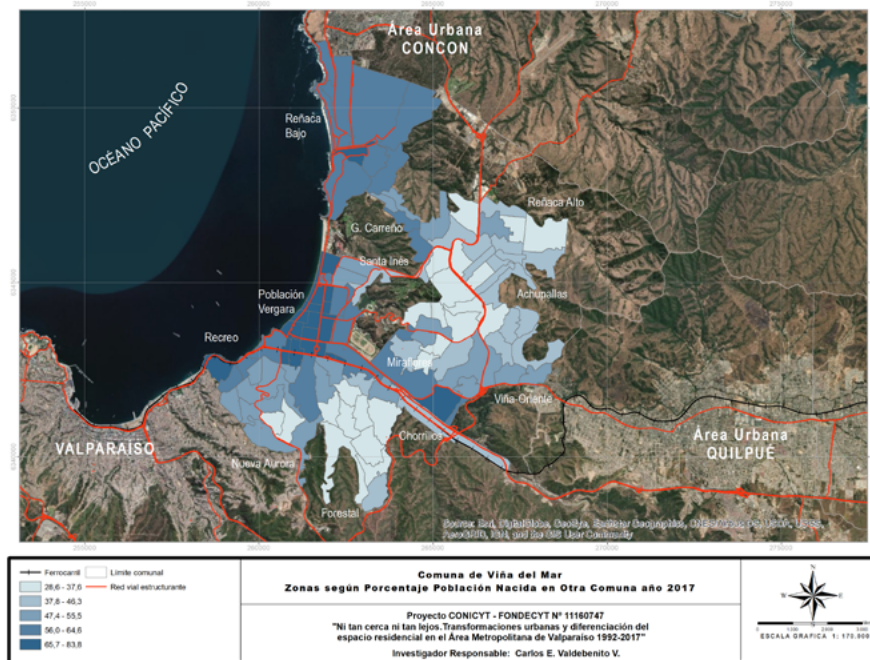 Área Urbana
CONCON
Reñaca
Bajo
OCÉANO PACÍFICO
Reñaca Alto
G. Carreño
Santa Inés
Población
Vergara
Achupallas
Recreo
Miraflores
Viña Oriente
Chorrillos
VALPARAÍSO
Área Urbana
QUILPUÉ
Nueva Aurora
Forestal
Ferrocarril
Límite comunal
Red vial estructurante
28,6 - 37,6
37,8 - 46,3
47,4 - 55,5
56,0 - 64,6
65,7 - 83,8
Comuna de Viña del Mar
Zonas según Porcentaje Población Nacida en Otra Comuna año 2017
Proyecto CONICYT - FONDECYT Nº 11160747
"Ni tan cerca ni tan lejos.Transformaciones urbanas y diferenciación del
espacio residencial en el Área Metropolitana de Valparaíso 1992-2017"
Investigador Responsable: Carlos E. Valdebenito V.
N
W
E
S
ESCALA GRAFICA 1: 170.000